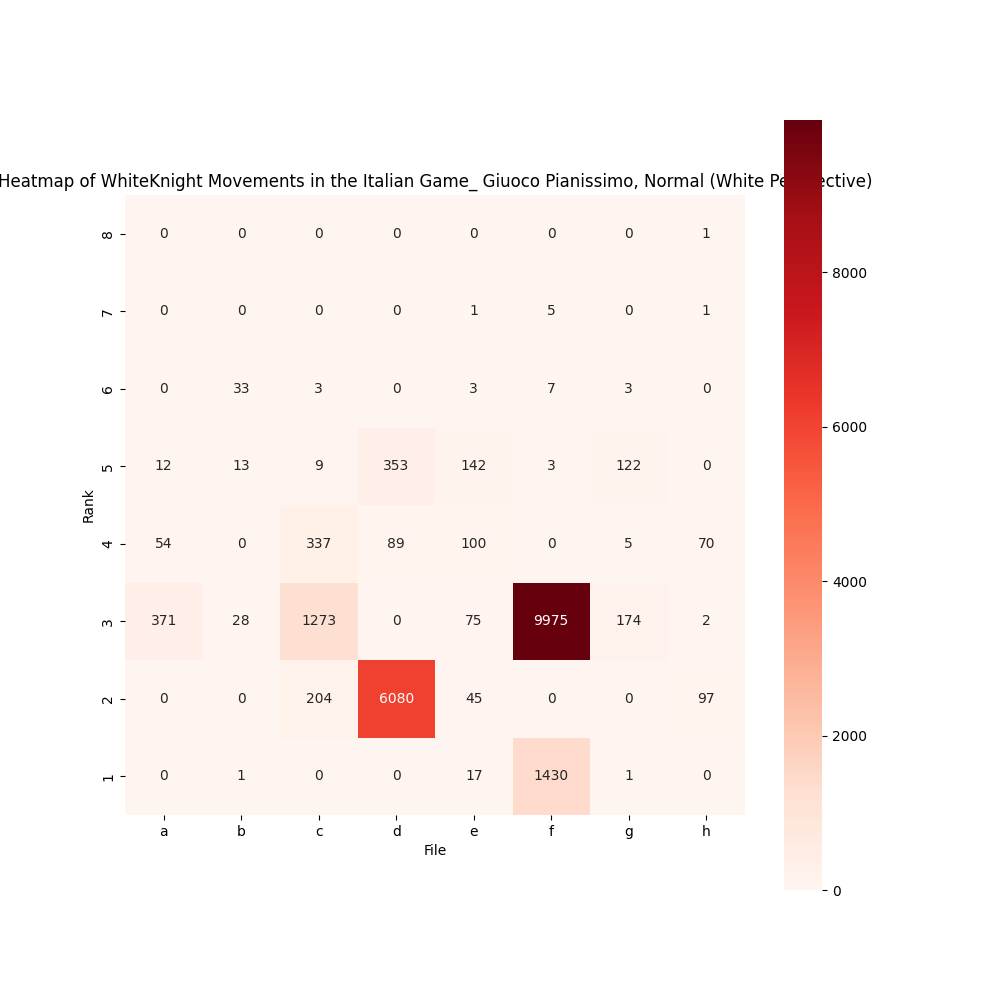 Heatmap of WhiteKnight Movements in the Italian Game_ Giuoco Pianissimo, Normal (White Pe ective)
8 0 0 0 0 0 0 0 1
7 0 0 0 0 1 5 0 1
6 0 33 3 0 3 7 3 0
5 12 13 9 353 142 3 122 0
4 54 0 337 89 100 0 5 70
3 371 28 1273 0 75 9975 174 2
2 0 0 204 6080 45 0 0 97
1 0 1 0 0 17 1430 1 0
a b c d e f g h
File
Rank
8000
6000
4000
2000
0